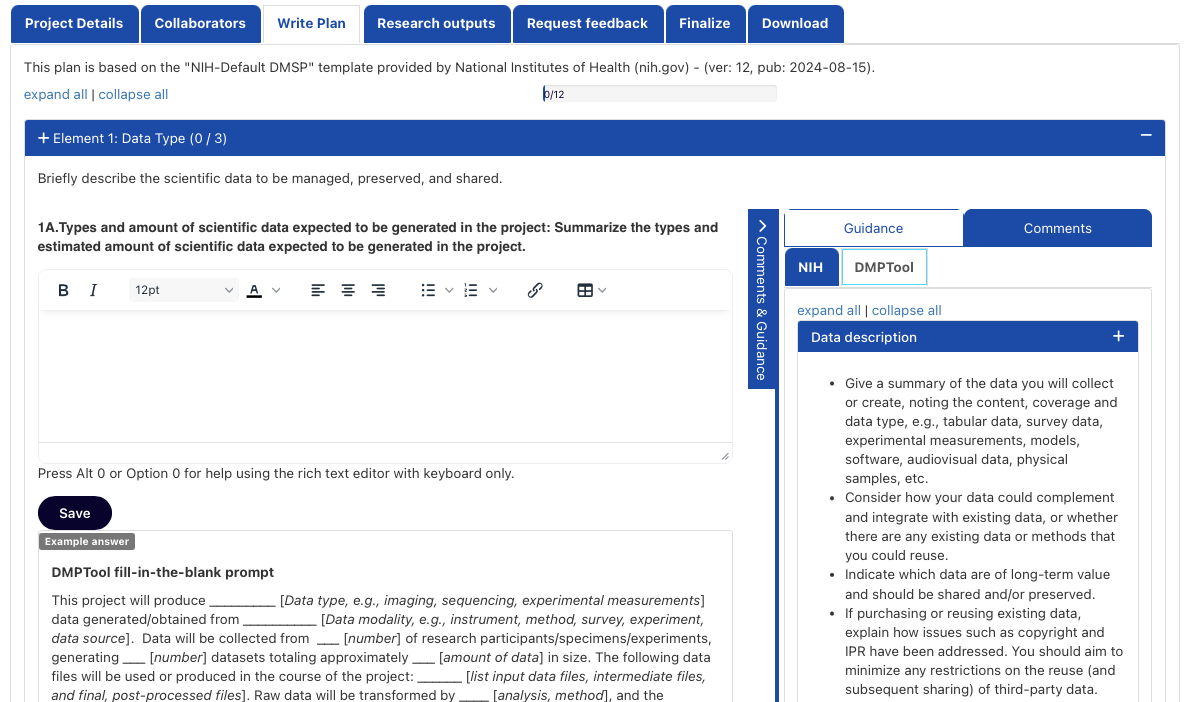 Project Details
Collaborators
Write Plan
Research outputs
Request feedback
Finalize
Download
This plan is based on the "NIH-Default DMSP" template provided by National Institutes of Health (nih.gov) - (ver: 12, pub: 2024-08-15).
expand all | collapse all
0/12
+ Element 1: Data Type (0 / 3)
Briefly describe the scientific data to be managed, preserved, and shared.
1A.Types and amount of scientific data expected to be generated in the project: Summarize the types and
estimated amount of scientific data expected to be generated in the project.
B I 12pt A
Press Alt 0 or Option 0 for help using the rich text editor with keyboard only.
Save
Example answer
DMPTool fill-in-the-blank prompt
This project will produce _________ [Data type, e.g., imaging, sequencing, experimental measurements]
data generated/obtained from __________ [Data modality, e.g., instrument, method, survey, experiment,
data source]. Data will be collected from ___ [number] of research participants/specimens/experiments,
generating ___ [number] datasets totaling approximately ___ [amount of data] in size. The following data
files will be used or produced in the course of the project: ______ [list input data files, intermediate files,
and final, post-processed files]. Raw data will be transformed by ____ [analysis, method], and the
Comments & Guidance
Guidance
Comments
NIH
DMPTool
expand all | collapse all
Data description
+
• Give a summary of the data you will collect
or create, noting the content, coverage and
data type, e.g., tabular data, survey data,
experimental measurements, models,
software, audiovisual data, physical
samples, etc.
• Consider how your data could complement
and integrate with existing data, or whether
there are any existing data or methods that
you could reuse.
• Indicate which data are of long-term value
and should be shared and/or preserved.
• If purchasing or reusing existing data,
explain how issues such as copyright and
IPR have been addressed. You should aim to
minimize any restrictions on the reuse (and
subsequent sharing) of third-party data.